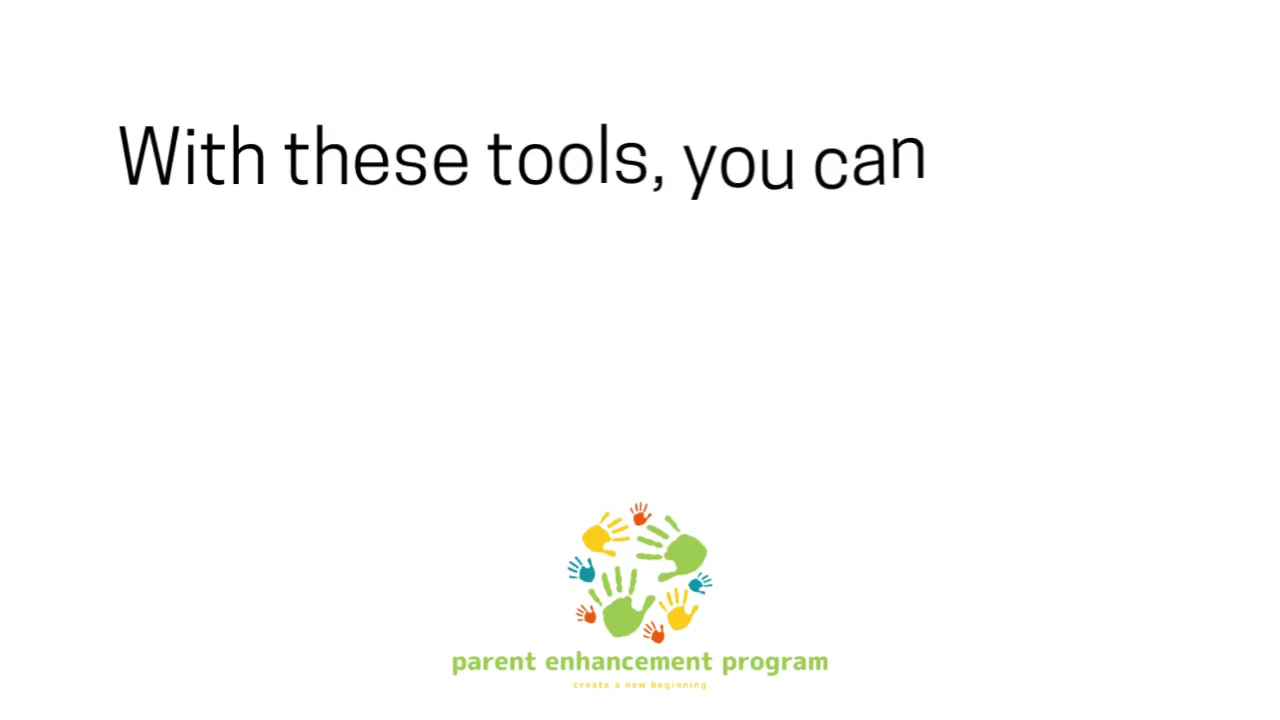 With these tools, you can
parent enhancement program
create a new beginning